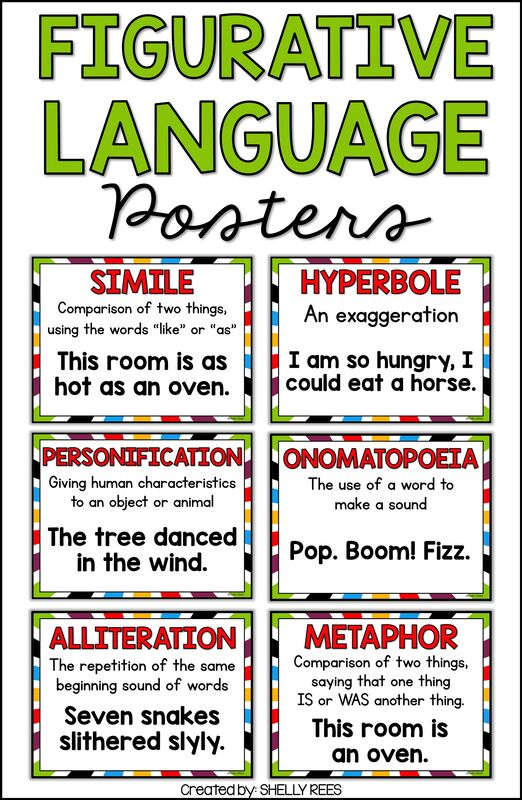 FIGURATIVE
LANGUAGE
Posters
SIMILE
Comparison of two things,
using the words “like” or “as”
This room is as
hot as an oven.
HYPERBOLE
An exaggeration
I am so hungry, I
could eat a horse.
PERSONIFICATION
Giving human characteristics
to an object or animal
The tree danced
in the wind.
ONOMATOPOEIA
The use of a word to
make a sound
Pop. Boom! Fizz.
ALLITERATION
The repetition of the same
beginning sound of words
Seven snakes
slithered slyly.
METAPHOR
Comparison of two things,
saying that one thing
IS or WAS another thing.
This room is
an oven.
Created by: SHELLY REES